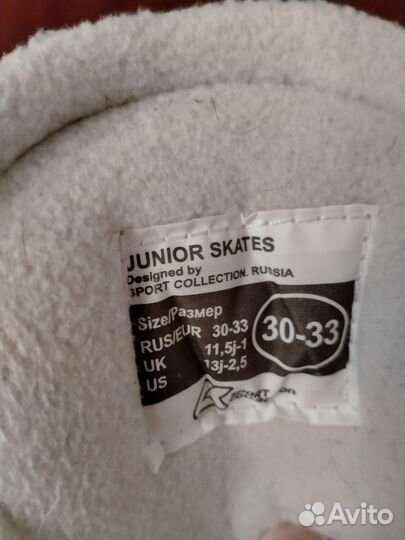 JUNIOR SKATES
Designed by
SPORT COLLECTION. RUSSIA
Size/Размер
RUS/EUR 30-33
UK 11,5j-1
US 13j-2,5
30-33
Avito